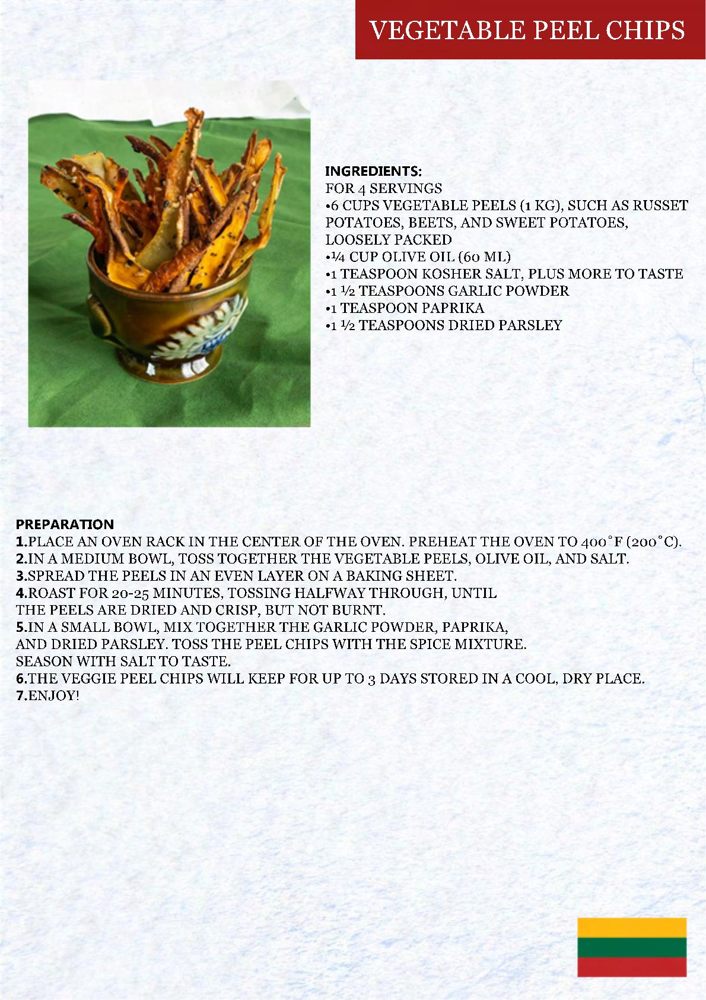 VEGETABLE PEEL CHIPS
INGREDIENTS:
FOR 4 SERVINGS
•6 CUPS VEGETABLE PEELS (1 KG), SUCH AS RUSSET
POTATOES, BEETS, AND SWEET POTATOES,
LOOSELY PACKED
•¼ CUP OLIVE OIL (60 ML)
•1 TEASPOON KOSHER SALT, PLUS MORE TO TASTE
•1 ½ TEASPOONS GARLIC POWDER
•1 TEASPOON PAPRIKA
•1 ½ TEASPOONS DRIED PARSLEY
PREPARATION
1.PLACE AN OVEN RACK IN THE CENTER OF THE OVEN. PREHEAT THE OVEN TO 400˚F (200˚C).
2.IN A MEDIUM BOWL, TOSS TOGETHER THE VEGETABLE PEELS, OLIVE OIL, AND SALT.
3.SPREAD THE PEELS IN AN EVEN LAYER ON A BAKING SHEET.
4.ROAST FOR 20-25 MINUTES, TOSSING HALFWAY THROUGH, UNTIL
THE PEELS ARE DRIED AND CRISP, BUT NOT BURNT.
5.IN A SMALL BOWL, MIX TOGETHER THE GARLIC POWDER, PAPRIKA,
AND DRIED PARSLEY. TOSS THE PEEL CHIPS WITH THE SPICE MIXTURE.
SEASON WITH SALT TO TASTE.
6.THE VEGGIE PEEL CHIPS WILL KEEP FOR UP TO 3 DAYS STORED IN A COOL, DRY PLACE.
7.ENJOY!